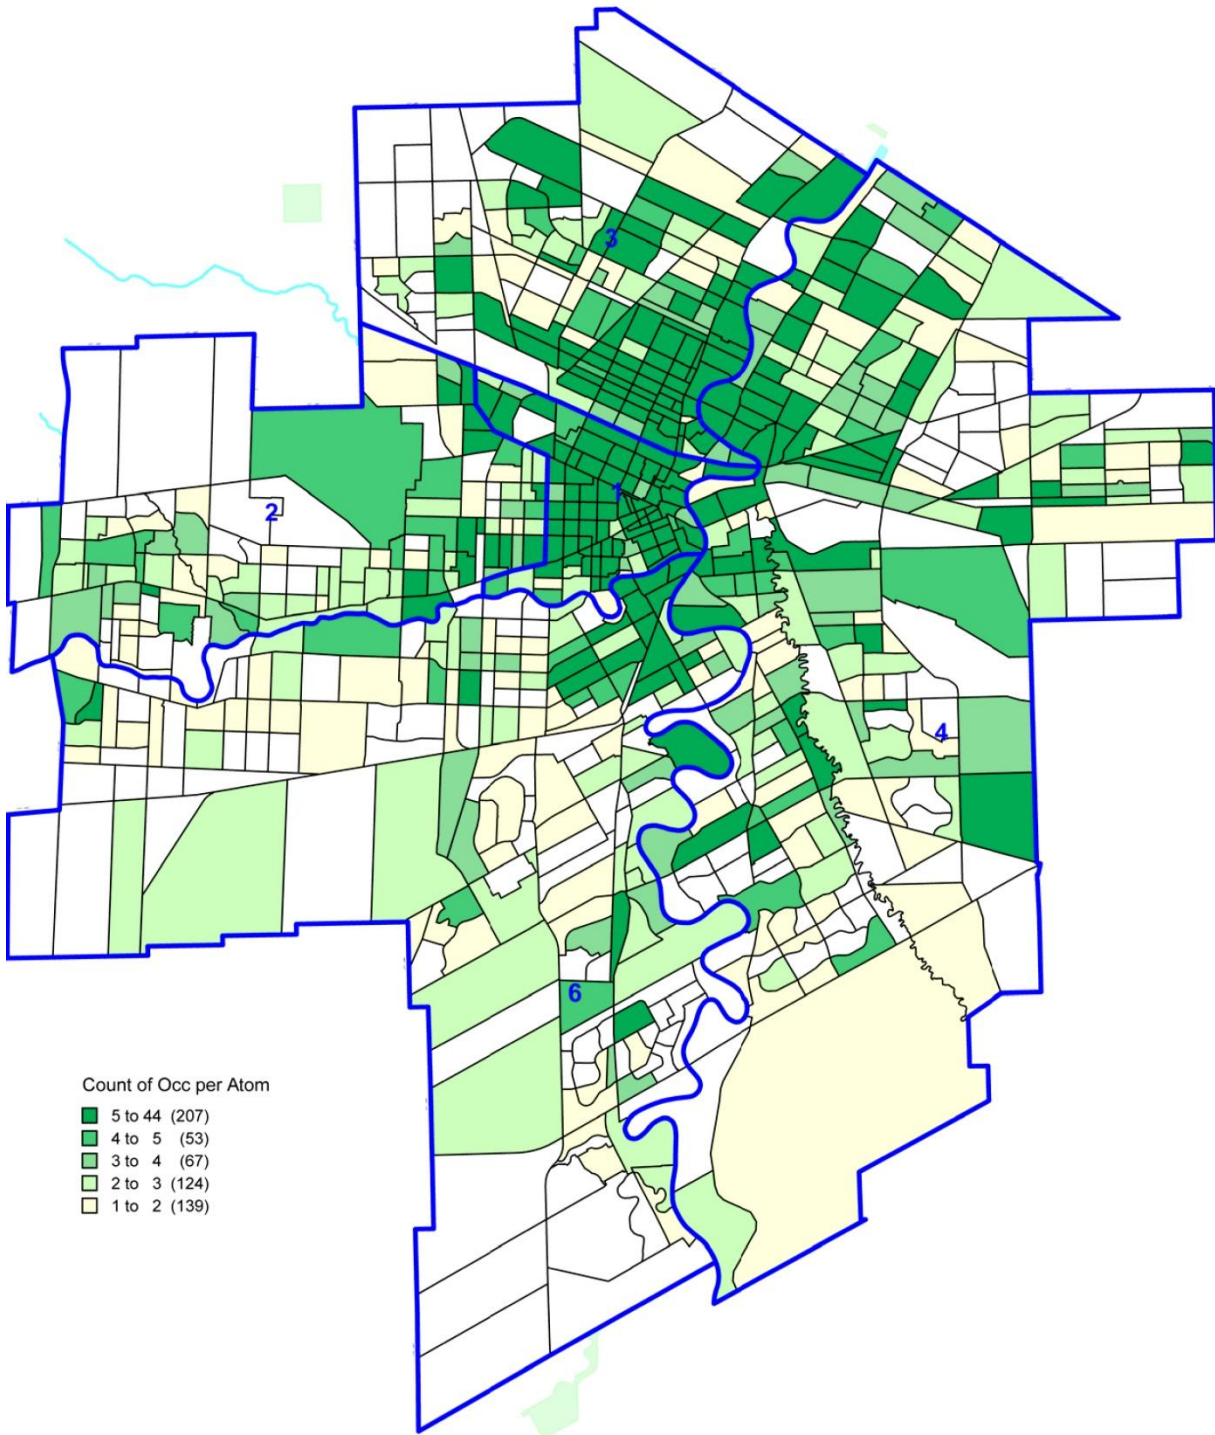 3
1
2
4
6
Count of Occ per Atom
5 to 44 (207)
4 to 5 (53)
3 to 4 (67)
2 to 3 (124)
1 to 2 (139)